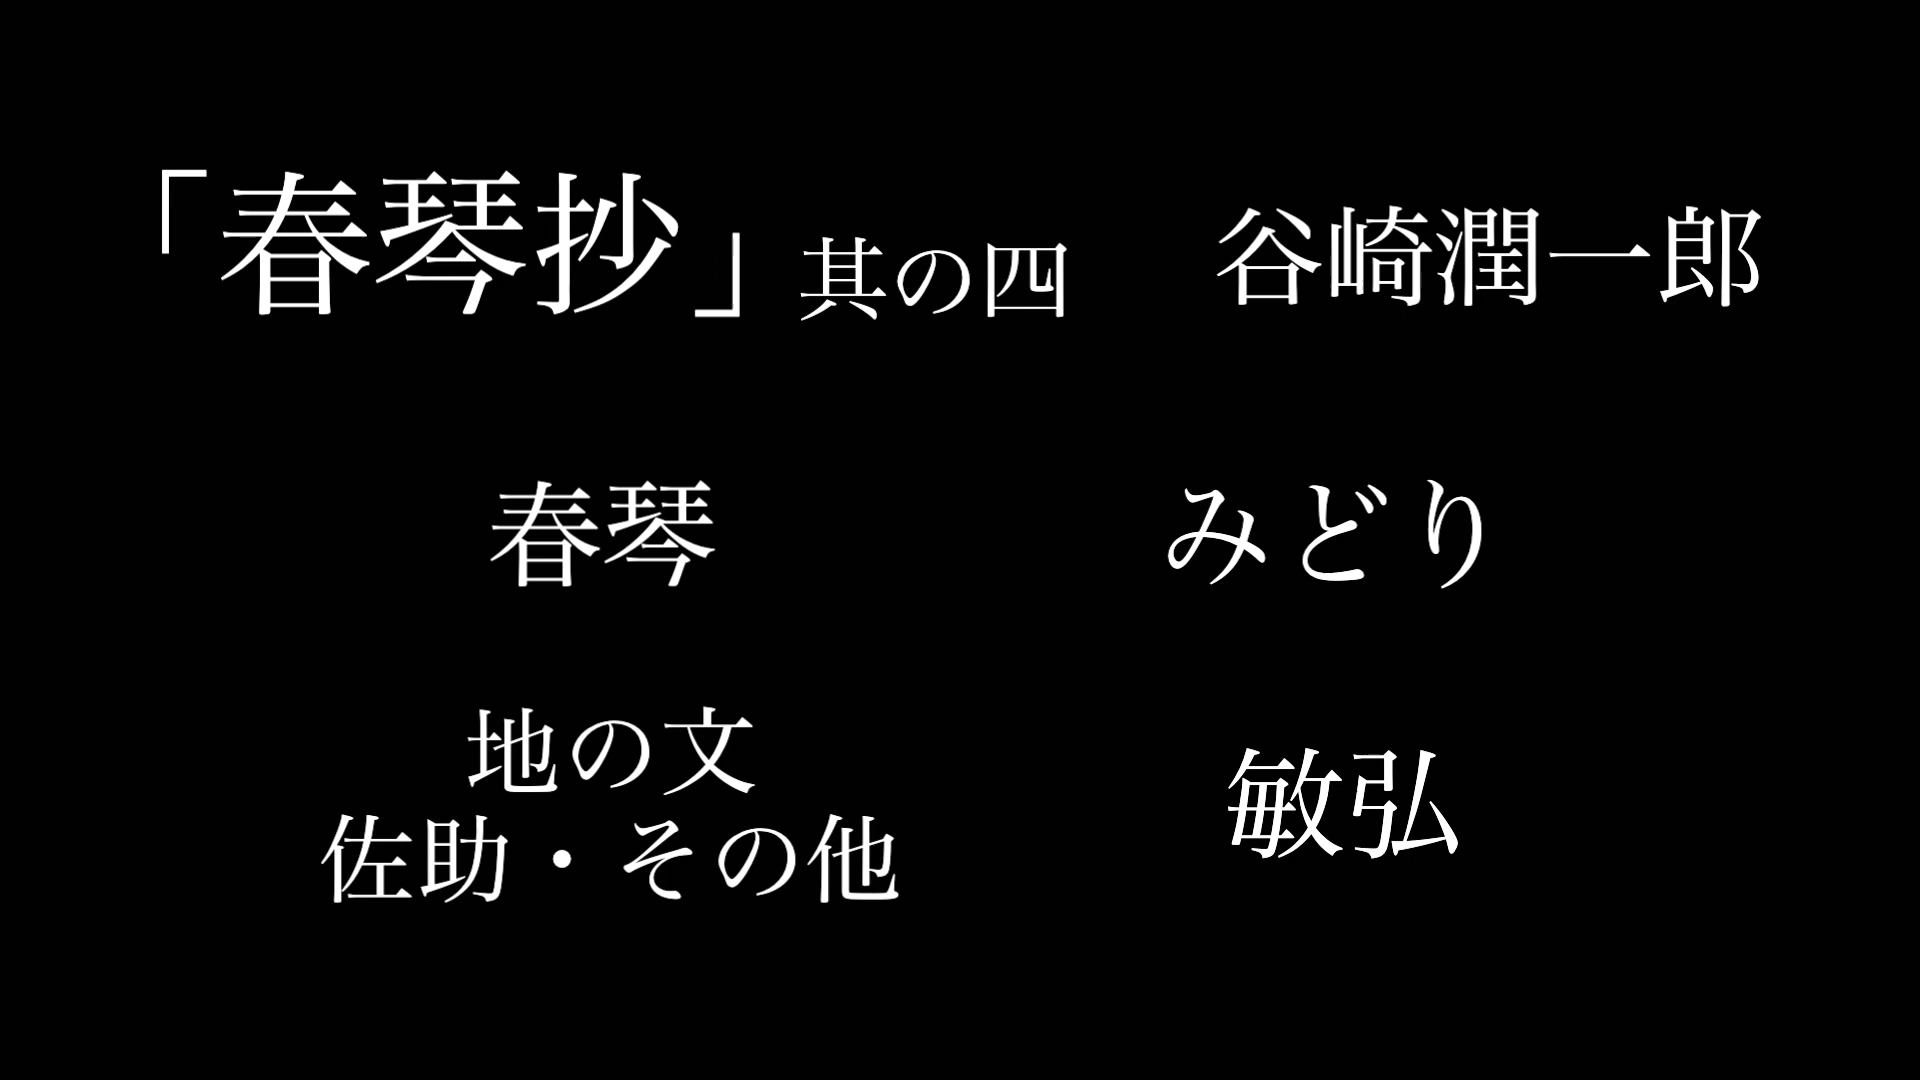 「春琴抄」其の四 谷崎潤一郎
春琴 みどり
地の文
佐助・その他 敏弘